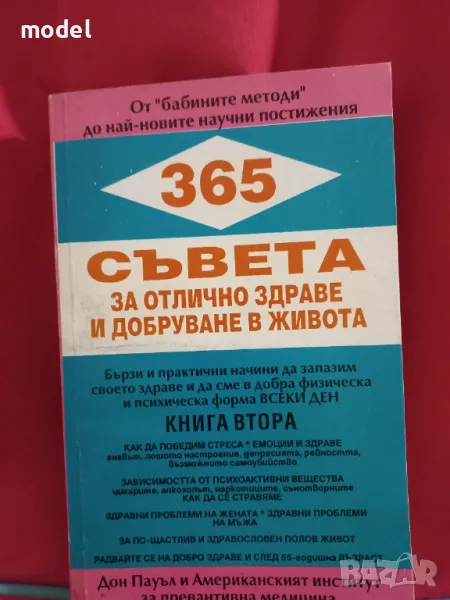 model
От "бабините методи"
до най-новите научни постижения
365
СЪВЕТА
ЗА ОТЛИЧНО ЗДРАВЕ
И ДОБРУВАНЕ В ЖИВОТА
Бързи и практични начини да запазим
своето здраве и да сме в добра физическа
и психическа форма ВСЕКИ ДЕН
КНИГА ВТОРА
КАК ДА ПОБЕДИМ СТРЕСА * ЕМОЦИИ И ЗДРАВЕ
гневът, лошото настроение, депресията, ревността,
възможното самоубийство
ЗАВИСИМОСТТА ОТ ПСИХОАКТИВНИ ВЕЩЕСТВА
цигарите, алкохолът, наркотиците, сънотворните
КАК ДА СЕ СТРАВЯМЕ
ЗДРАВНИ ПРОБЛЕМИ НА ЖЕНАТА * ЗДРАВНИ ПРОБЛЕМИ
НА МЪЖА
ЗА ПО-ЩАСТЛИВ И ЗДРАВОСЛОВЕН ПОЛОВ ЖИВОТ
РАДВАЙТЕ СЕ НА ДОБРО ЗДРАВЕ И СЛЕД 55-годишна ВЪЗРАСТ
Дон Пауъл и Американският институт
за превантивна медицина
BAZAR.bg